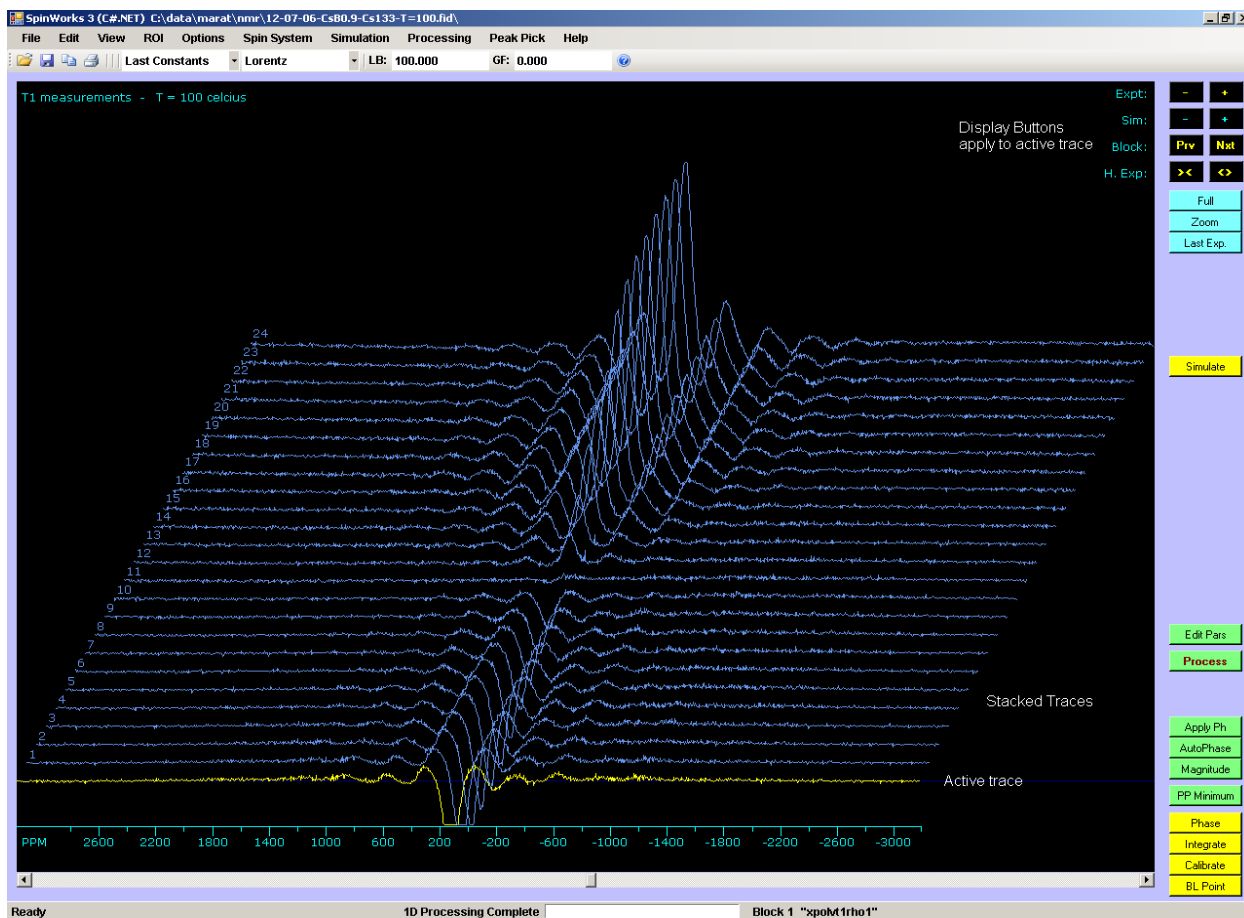 SpinWorks 3 (C#.NET) C:\data\marat\nmr\12-07-06-CsB0.9-Cs133-T=100.fid\
File Edit View ROI Options Spin System Simulation Processing Peak Pick Help
Last Constants Lorentz LB: 100.000 GF: 0.000
T1 measurements - T = 100 celcius
Expt: - +
Sim: - +
Block: Prv Nxt
H. Exp: >< <>
Display Buttons
apply to active trace
Full
Zoom
Last Exp.
Simulate
24
23
22
21
20
19
18
17
16
15
14
13
12
11
10
9
8
7
6
5
4
3
2
1
Edit Pars
Process
Stacked Traces
Apply Ph
AutoPhase
Magnitude
Active trace
PP Minimum
Phase
Integrate
Calibrate
BL Point
PPM 2600 2200 1800 1400 1000 600 200 -200 -600 -1000 -1400 -1800 -2200 -2600 -3000
Ready 1D Processing Complete Block 1 "xpolvt1rho1"